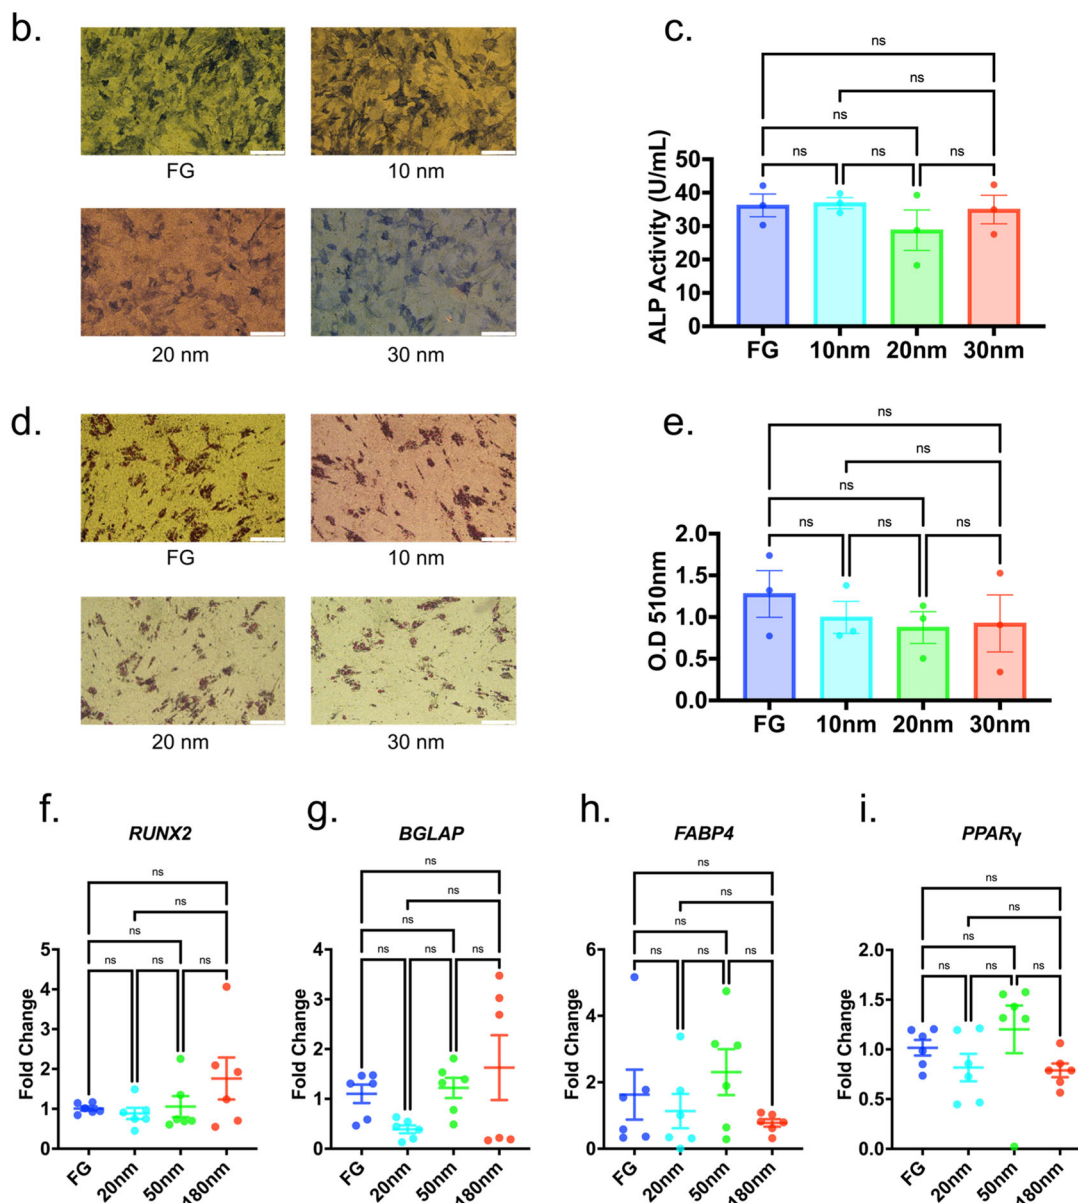 b.
FG
10 nm
20 nm
30 nm
c.
ns
ns
ns
ns ns ns
ALP Activity (U/mL)
50
40
30
20
10
0
FG 10nm 20nm 30nm
d.
FG
10 nm
20 nm
30 nm
e.
ns
ns
ns
ns ns ns
O.D 510nm
2.0
1.5
1.0
0.5
0.0
FG 10nm 20nm 30nm
f.
RUNX2
ns
ns
ns
ns ns ns
Fold Change
5
4
3
2
1
0
FG 20nm 50nm 180nm
g.
BGLAP
ns
ns
ns
ns ns ns
Fold Change
4
3
2
1
0
FG 20nm 50nm 180nm
h.
FABP4
ns
ns
ns
ns ns ns
Fold Change
6
4
2
0
FG 20nm 50nm 180nm
i.
PPARγ
ns
ns
ns
ns ns ns
Fold Change
2.0
1.5
1.0
0.5
0.0
FG 20nm 50nm 180nm